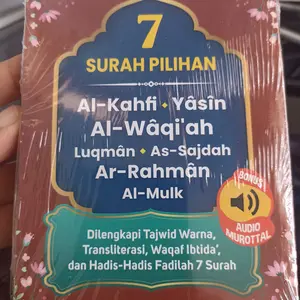 7
SURAH PILIHAN
Al-Kahfi • Yâsîn
Al-Wâqi'ah
Luqmân • As-Sajdah
Ar-Rahmân
Al-Mulk
BONUS
AUDIO
MUROTTAL
Dilengkapi Tajwid Warna,
Transliterasi, Waqaf Ibtida',
dan Hadis-Hadis Fadilah 7 Surah